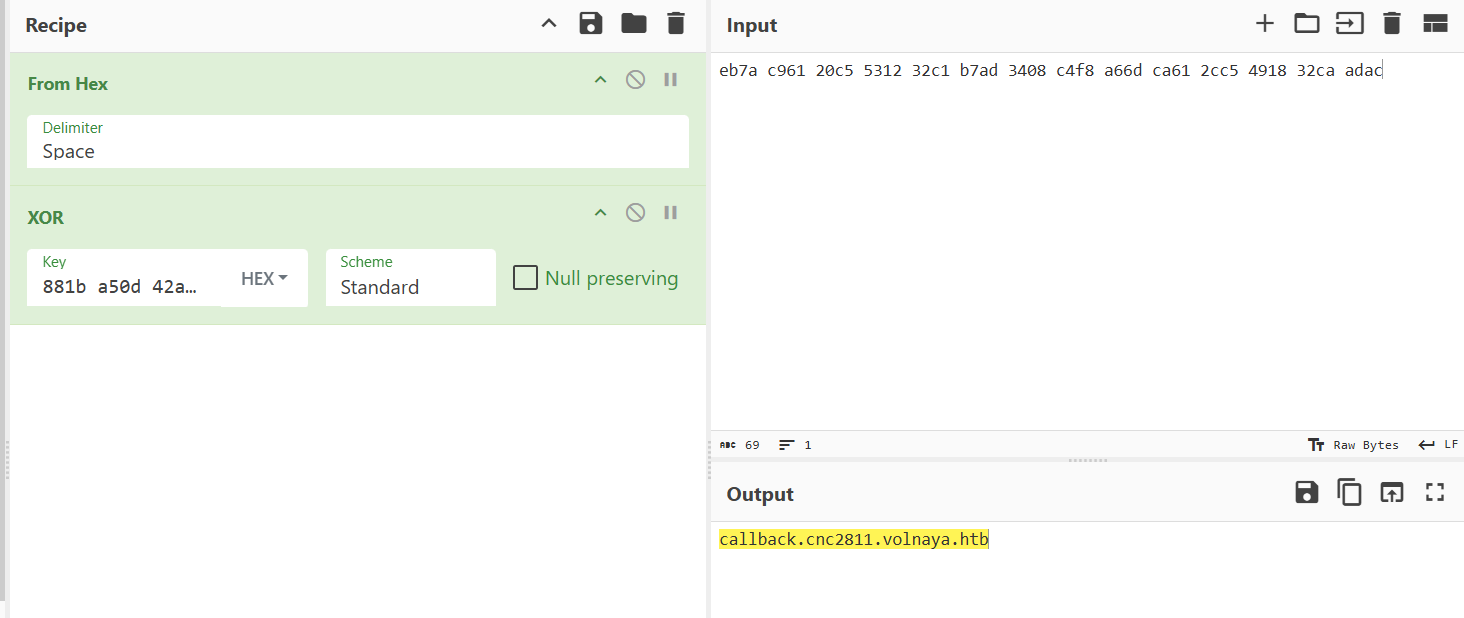 Recipe
From Hex
Delimiter
Space
XOR
Key
881b a50d 42a…
HEX
Scheme
Standard
Null preserving
Input
eb7a c961 20c5 5312 32c1 b7ad 3408 c4f8 a66d ca61 2cc5 4918 32ca adac
ABC 69
1
Tт Raw Bytes
LF
Output
callback.cnc2811.volnaya.htb